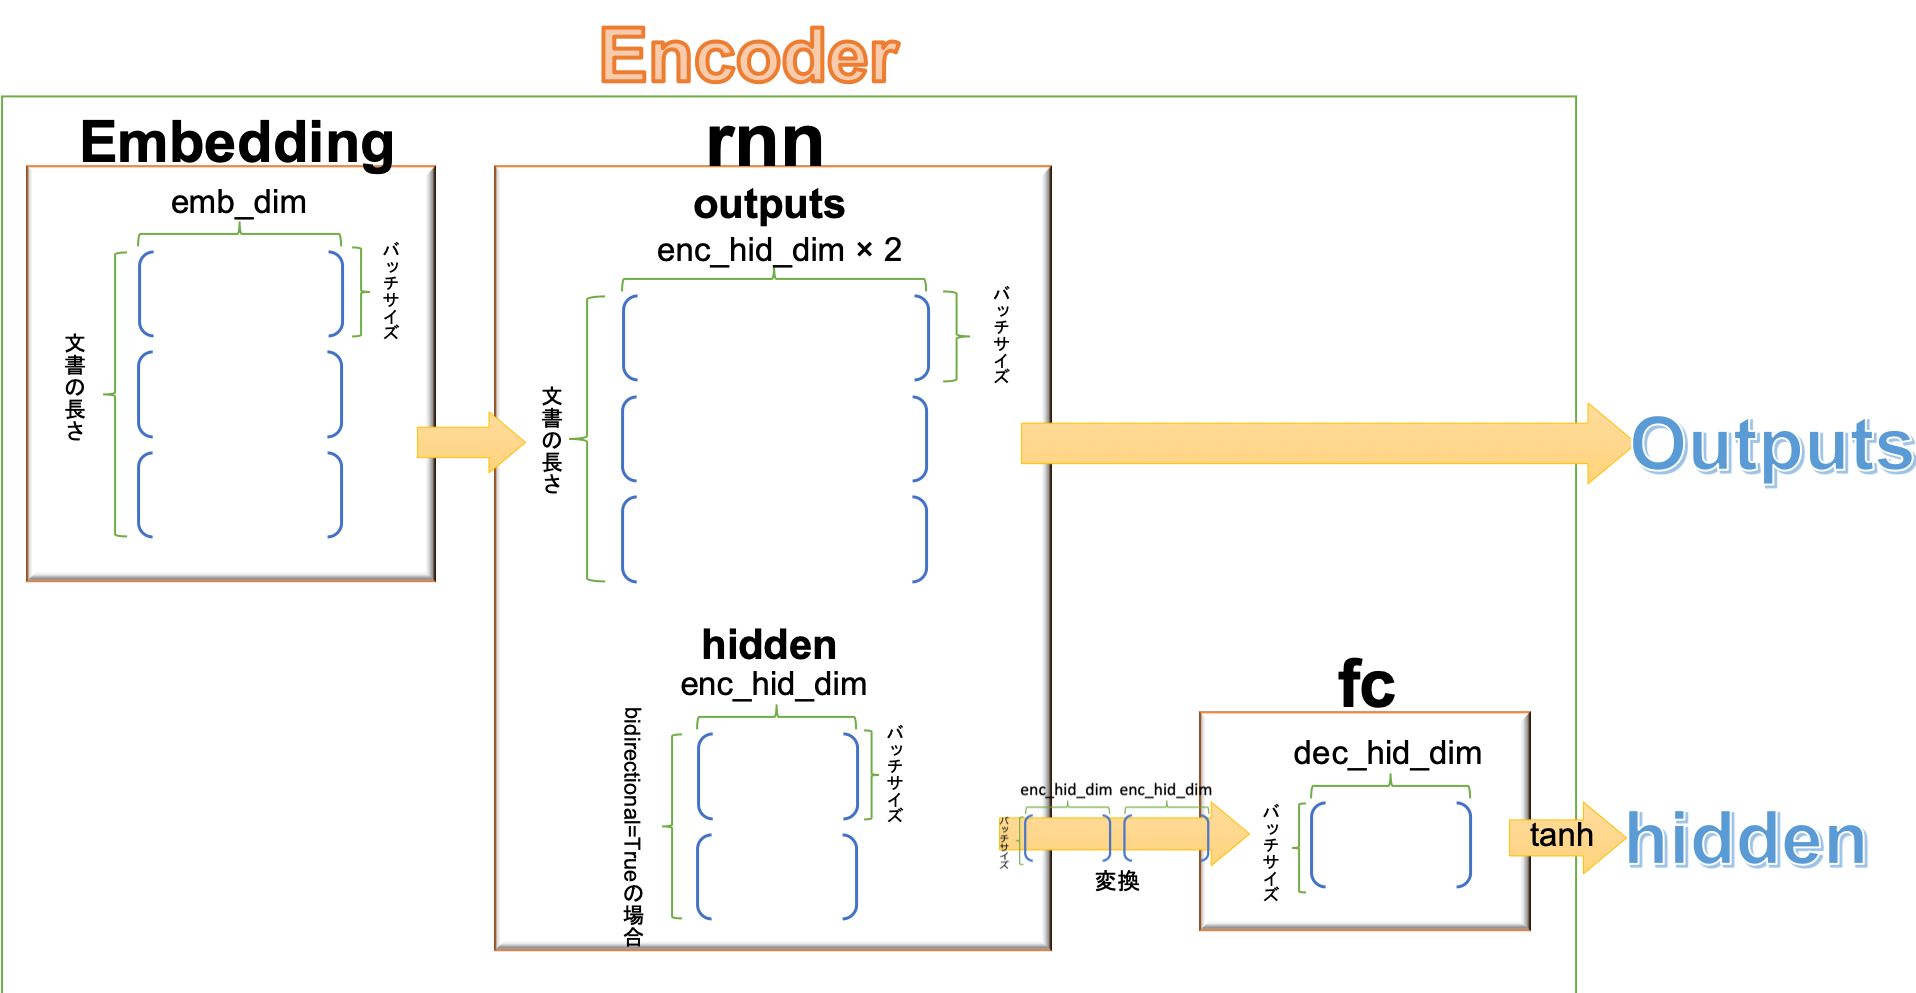 Encoder
Embedding
emb_dim
バッチサイズ
文書の長さ
rnn
outputs
enc_hid_dim × 2
バッチサイズ
文書の長さ
Outputs
hidden
enc_hid_dim
バッチサイズ
bidirectional=Trueの場合
enc_hid_dim enc_hid_dim
バッチサイズ
変換
fc
dec_hid_dim
バッチサイズ
tanh
hidden